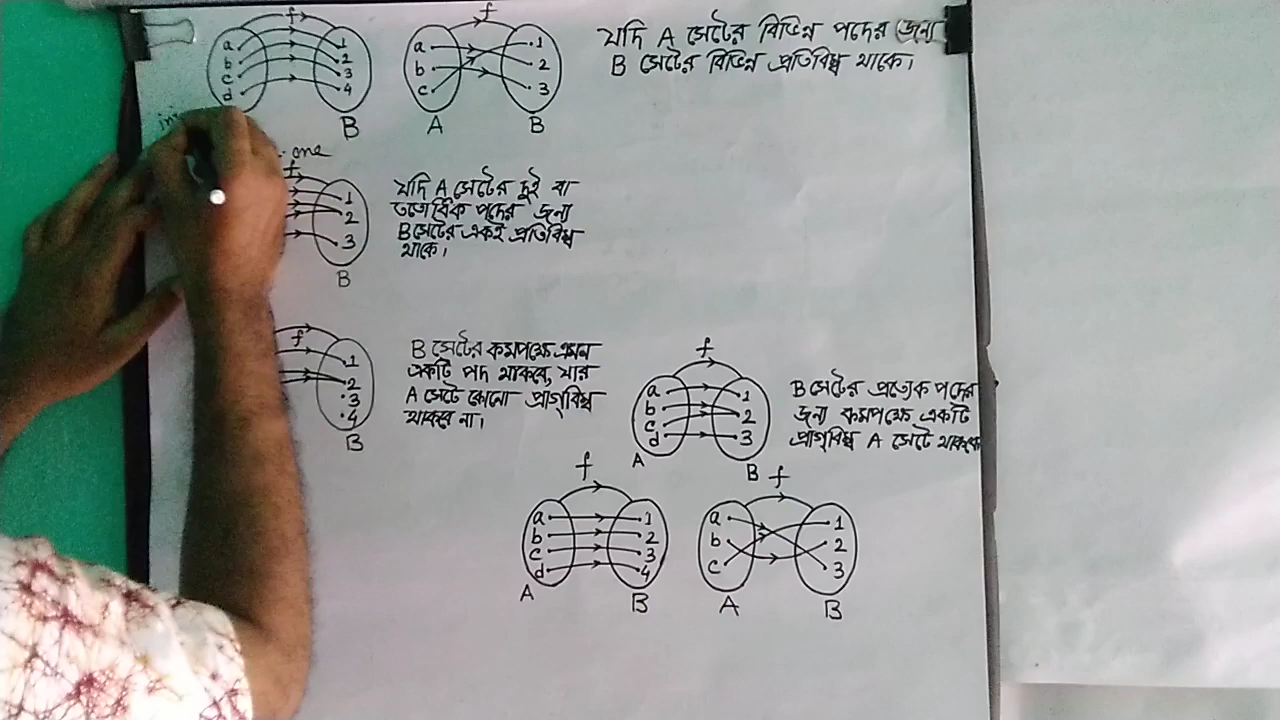 f
f
যদি A সেটের বিভিন্ন পদের জন্য
B সেটের বিভিন্ন প্রতিবিম্ব থাকে।
a
b
c
d
1
2
3
4
a
b
c
1
2
3
B
A
B
one
f
1
2
3
B
যদি A সেটের দুই বা
ততোধিক পদের জন্য
B সেটের একই প্রতিবিম্ব
থাকে।
f
1
2
3
4
B
B সেটের কমপক্ষে এমন
একটি পদ থাকবে, যার
A সেটে কোনো প্রাগ্‌বিম্ব
থাকবে না।
f
a
b
c
d
1
2
3
A
B
B সেটের প্রত্যেক পদের
জন্য কমপক্ষে একটি
প্রাগ্‌বিম্ব A সেটে থাকবে
f
a
b
c
d
1
2
3
4
A
B
f
a
b
c
1
2
3
A
B